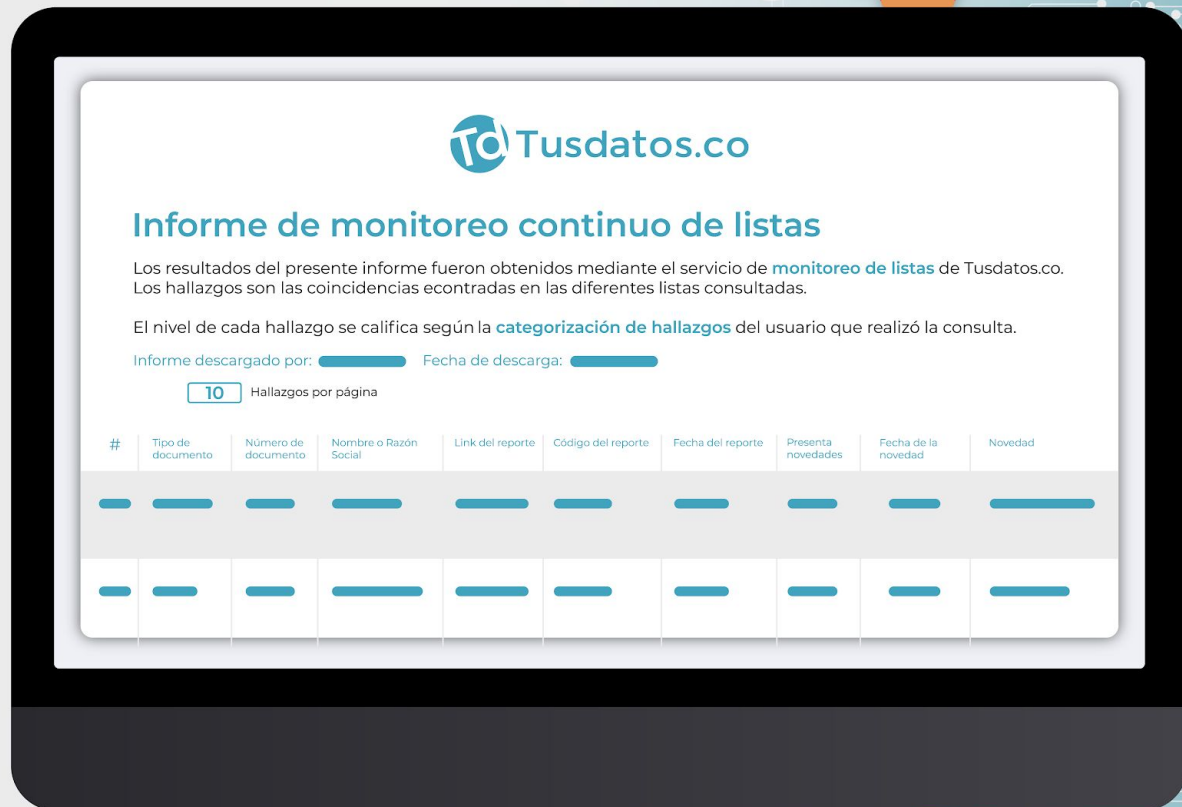 Td Tusdatos.co
Informe de monitoreo continuo de listas
Los resultados del presente informe fueron obtenidos mediante el servicio de monitoreo de listas de Tusdatos.co.
Los hallazgos son las coincidencias econtradas en las diferentes listas consultadas.
El nivel de cada hallazgo se califica según la categorización de hallazgos del usuario que realizó la consulta.
Informe descargado por: Fecha de descarga:
10 Hallazgos por página
# Tipo de documento Número de documento Nombre o Razón Social Link del reporte Código del reporte Fecha del reporte Presenta novedades Fecha de la novedad Novedad